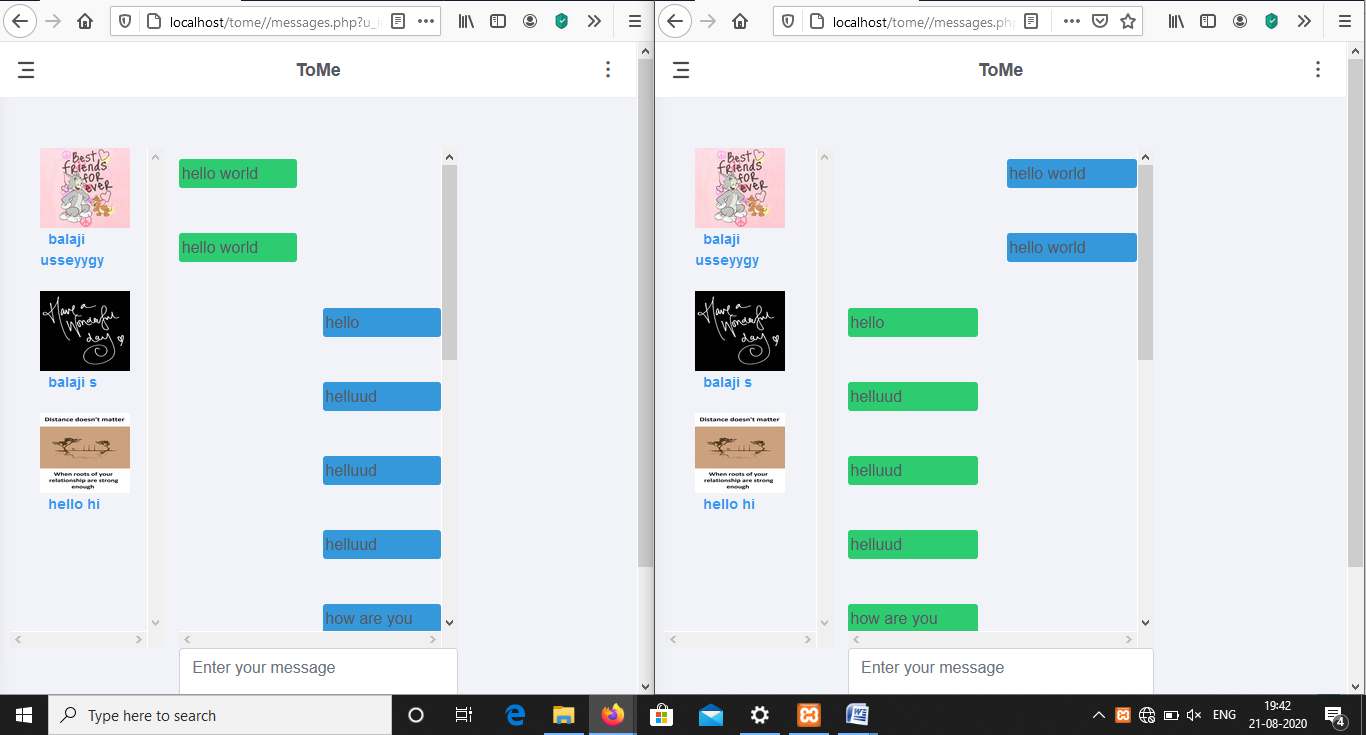 localhost/tome//messages.php?u_i
localhost/tome//messages.ph
ToMe
Best
friends
FOR
ever
balaji
usseyygy
Have a
Wonderful
day
balaji s
Distance doesn't matter
When roots of your
relationship are strong
enough
hello hi
hello world
hello world
hello
helluud
helluud
helluud
how are you
Enter your message
ToMe
Best
friends
FOR
ever
balaji
usseyygy
Have a
Wonderful
day
balaji s
Distance doesn't matter
When roots of your
relationship are strong
enough
hello hi
hello world
hello world
hello
helluud
helluud
helluud
how are you
Enter your message
Type here to search
ENG
19:42
21-08-2020
4